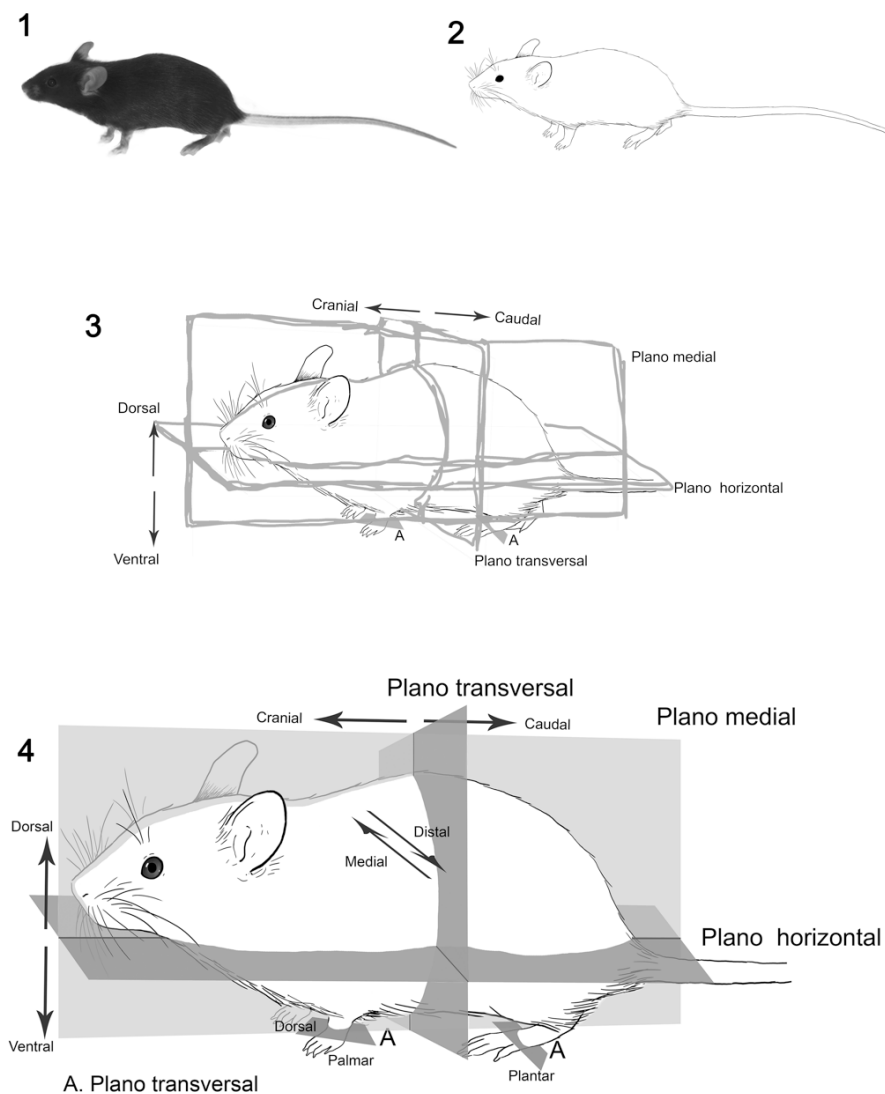 1
2
3
Cranial
Caudal
Plano medial
Dorsal
Plano horizontal
Ventral
A
A
Plano transversal
Plano transversal
Cranial
Caudal
Plano medial
4
Dorsal
Distal
Medial
Plano horizontal
Ventral
Dorsal
A
A
Palmar
Plantar
A. Plano transversal